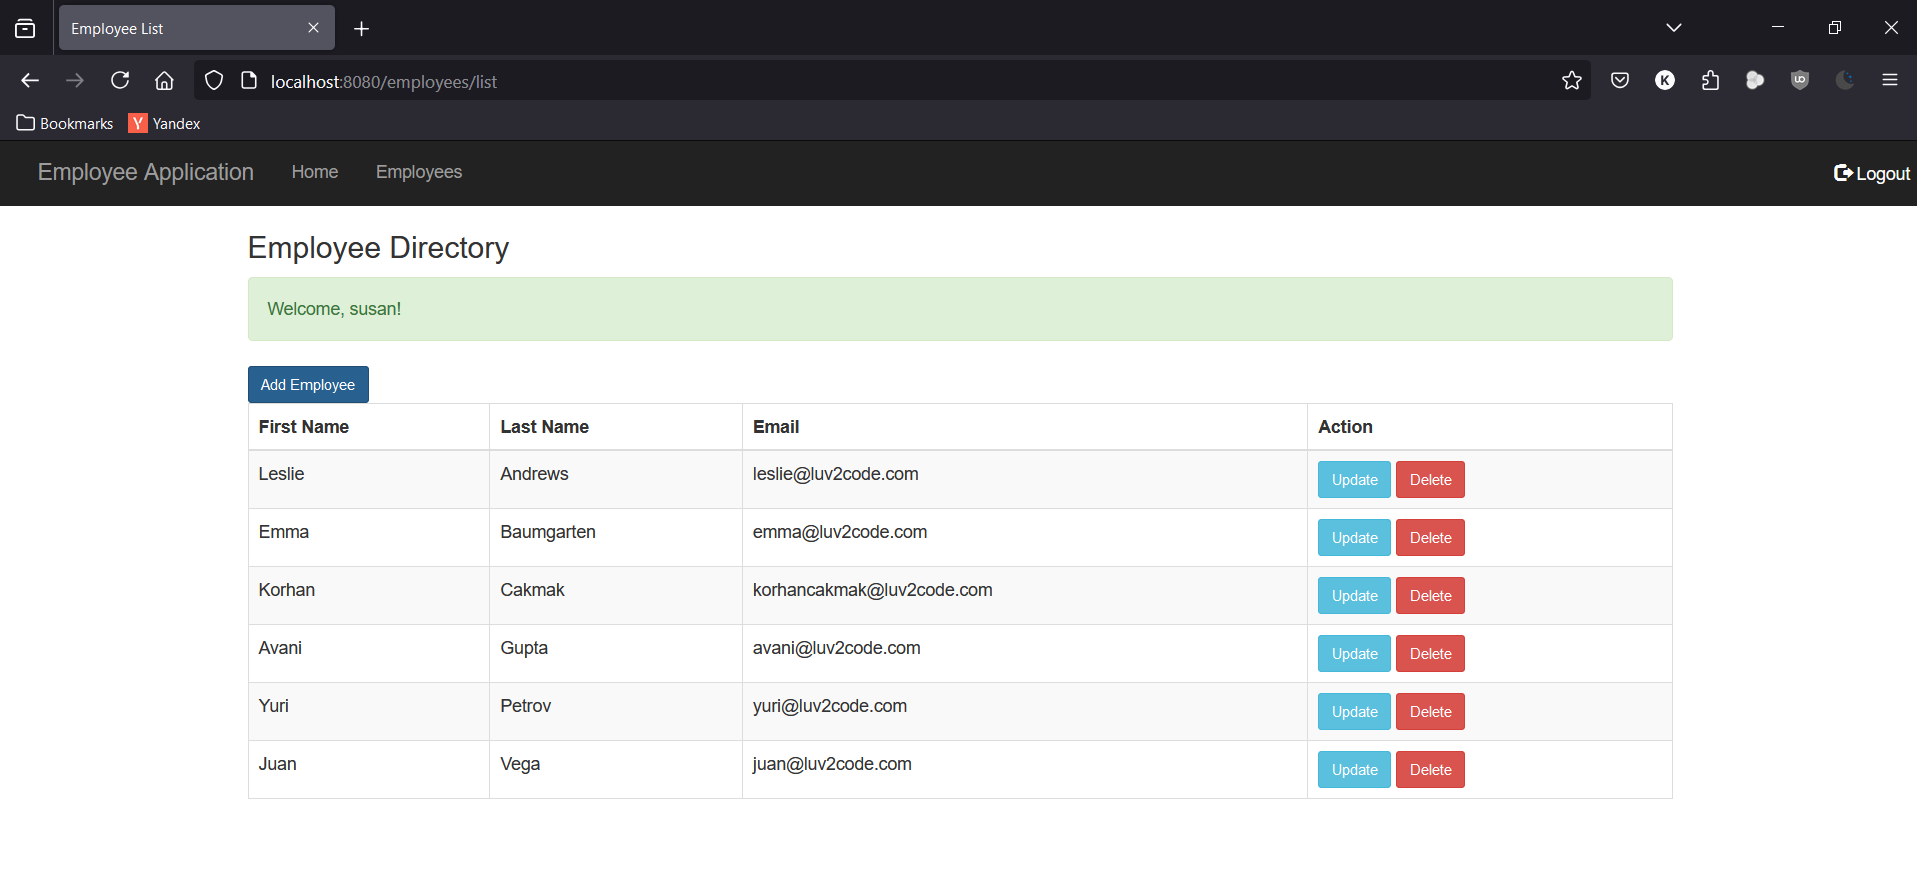 Employee List
localhost:8080/employees/list
K
Bookmarks Y Yandex
Employee Application Home Employees Logout
Employee Directory
Welcome, susan!
Add Employee
First Name Last Name Email Action
Leslie Andrews leslie@luv2code.com Update Delete
Emma Baumgarten emma@luv2code.com Update Delete
Korhan Cakmak korhancakmak@luv2code.com Update Delete
Avani Gupta avani@luv2code.com Update Delete
Yuri Petrov yuri@luv2code.com Update Delete
Juan Vega juan@luv2code.com Update Delete